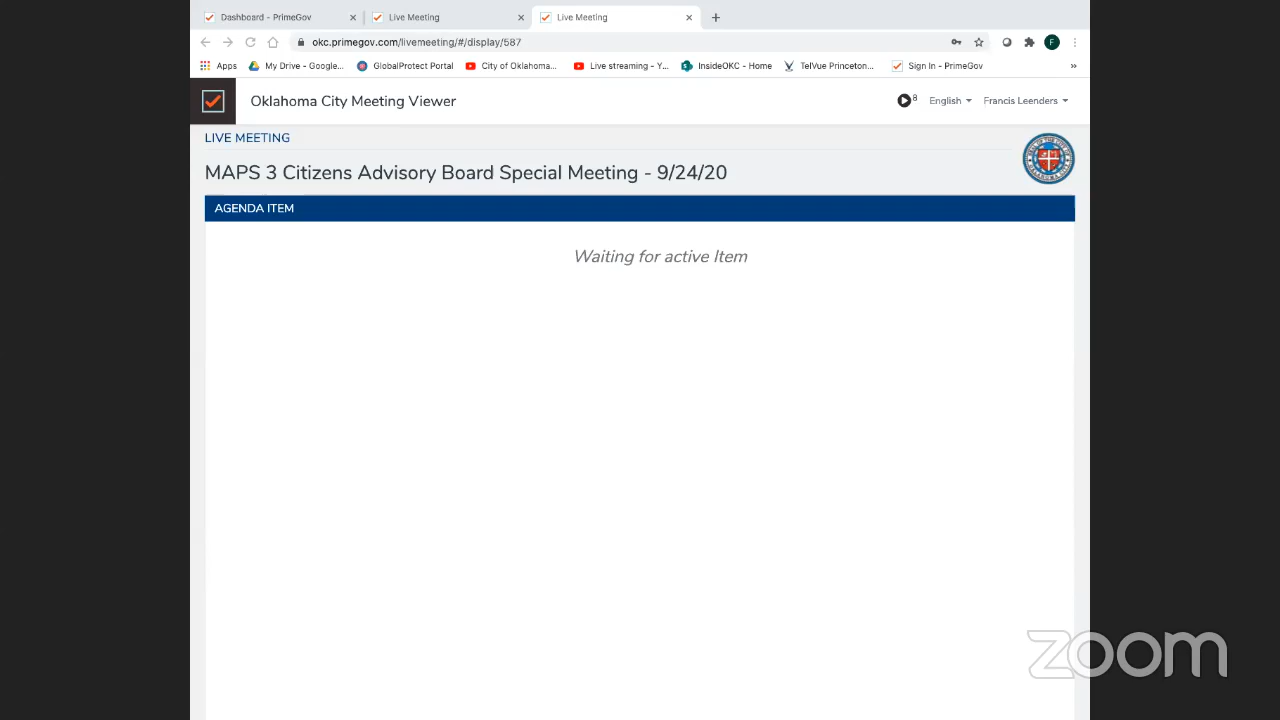 Dashboard - PrimeGov
Live Meeting
Live Meeting
okc.primegov.com/livemeeting/#/display/587
F
Apps
My Drive - Google...
GlobalProtect Portal
City of Oklahoma...
Live streaming - Y...
InsideOKC - Home
TelVue Princeton...
Sign In - PrimeGov
»
Oklahoma City Meeting Viewer
8
English
Francis Leenders
LIVE MEETING
MAPS 3 Citizens Advisory Board Special Meeting - 9/24/20
AGENDA ITEM
Waiting for active Item
zoom